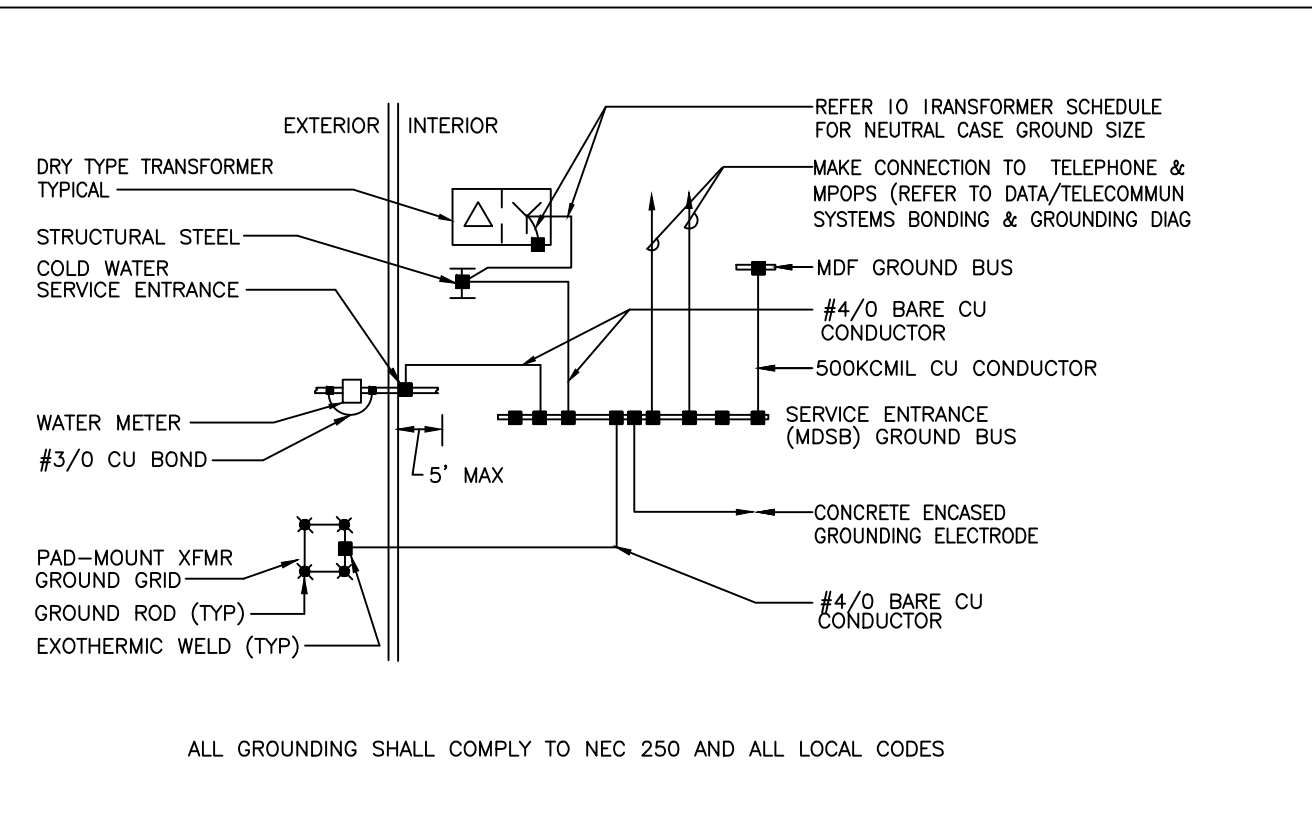 EXTERIOR
INTERIOR
DRY TYPE TRANSFORMER
TYPICAL
STRUCTURAL STEEL
COLD WATER
SERVICE ENTRANCE
WATER METER
#3/0 CU BOND
5' MAX
PAD-MOUNT XFMR
GROUND GRID
GROUND ROD (TYP)
EXOTHERMIC WELD (TYP)
REFER IO IRANSFORMER SCHEDULE
FOR NEUTRAL CASE GROUND SIZE
MAKE CONNECTION TO TELEPHONE &
MPOPS (REFER TO DATA/TELECOMMUN
SYSTEMS BONDING & GROUNDING DIAG
MDF GROUND BUS
#4/0 BARE CU
CONDUCTOR
500KCMIL CU CONDUCTOR
SERVICE ENTRANCE
(MDSB) GROUND BUS
CONCRETE ENCASED
GROUNDING ELECTRODE
#4/0 BARE CU
CONDUCTOR
ALL GROUNDING SHALL COMPLY TO NEC 250 AND ALL LOCAL CODES